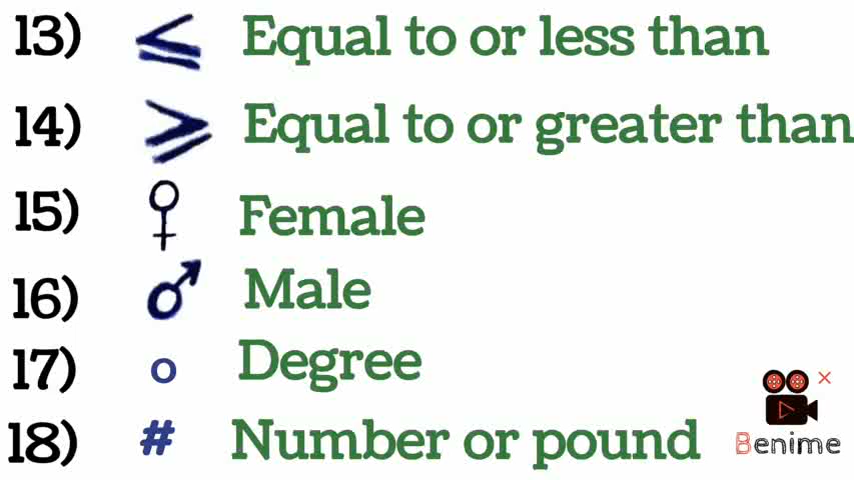 13) ≤ Equal to or less than
14) ⩾ Equal to or greater than
15) ♀ Female
16) ♂ Male
17) o Degree
18) # Number or pound
Benime